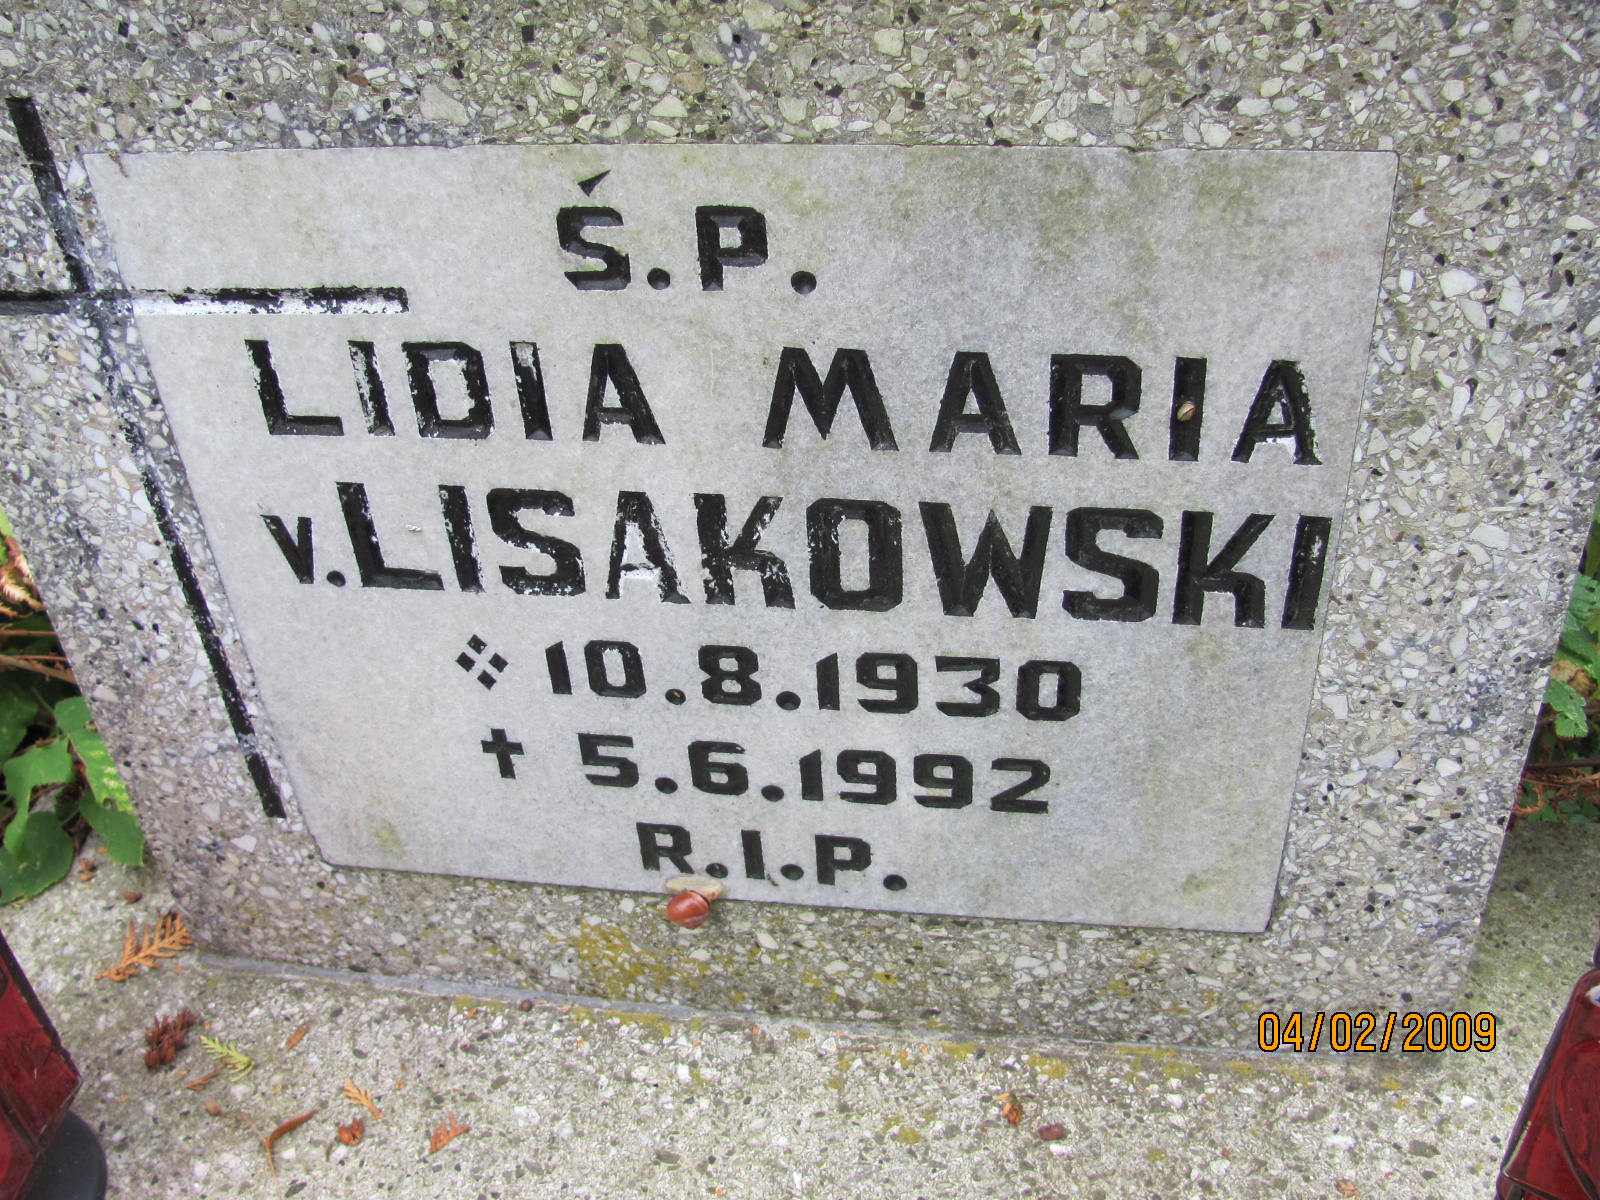 Ś.P.
LIDIA MARIA
v.LISAKOWSKI
10.8.1930
✝ 5.6.1992
R.I.P.
04/02/2009